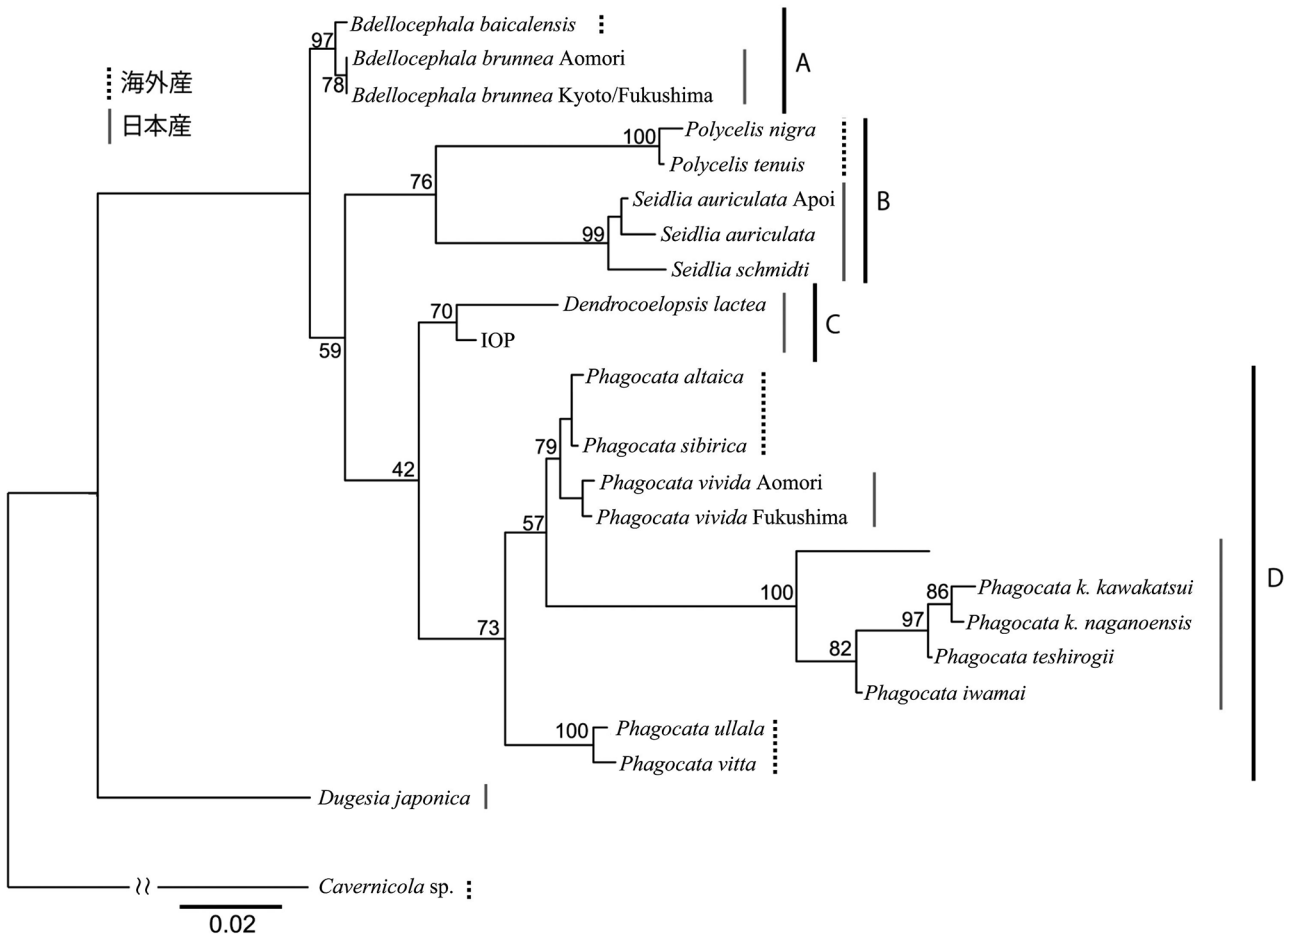 Bdellocephala baicalensis
97
Bdellocephala brunnea Aomori
A
海外産
78
Bdellocephala brunnea Kyoto/Fukushima
日本産
100
Polycelis nigra
Polycelis tenuis
76
Seidlia auriculata Apoi
B
99
Seidlia auriculata
Seidlia schmidti
70
Dendrocoelopsis lactea
C
IOP
59
Phagocata altaica
79
Phagocata sibirica
42
Phagocata vivida Aomori
57
Phagocata vivida Fukushima
D
100
86
Phagocata k. kawakatsui
97
Phagocata k. naganoensis
73
82
Phagocata teshirogii
Phagocata iwamai
100
Phagocata ullala
Phagocata vitta
Dugesia japonica
Cavernicola sp.
0.02